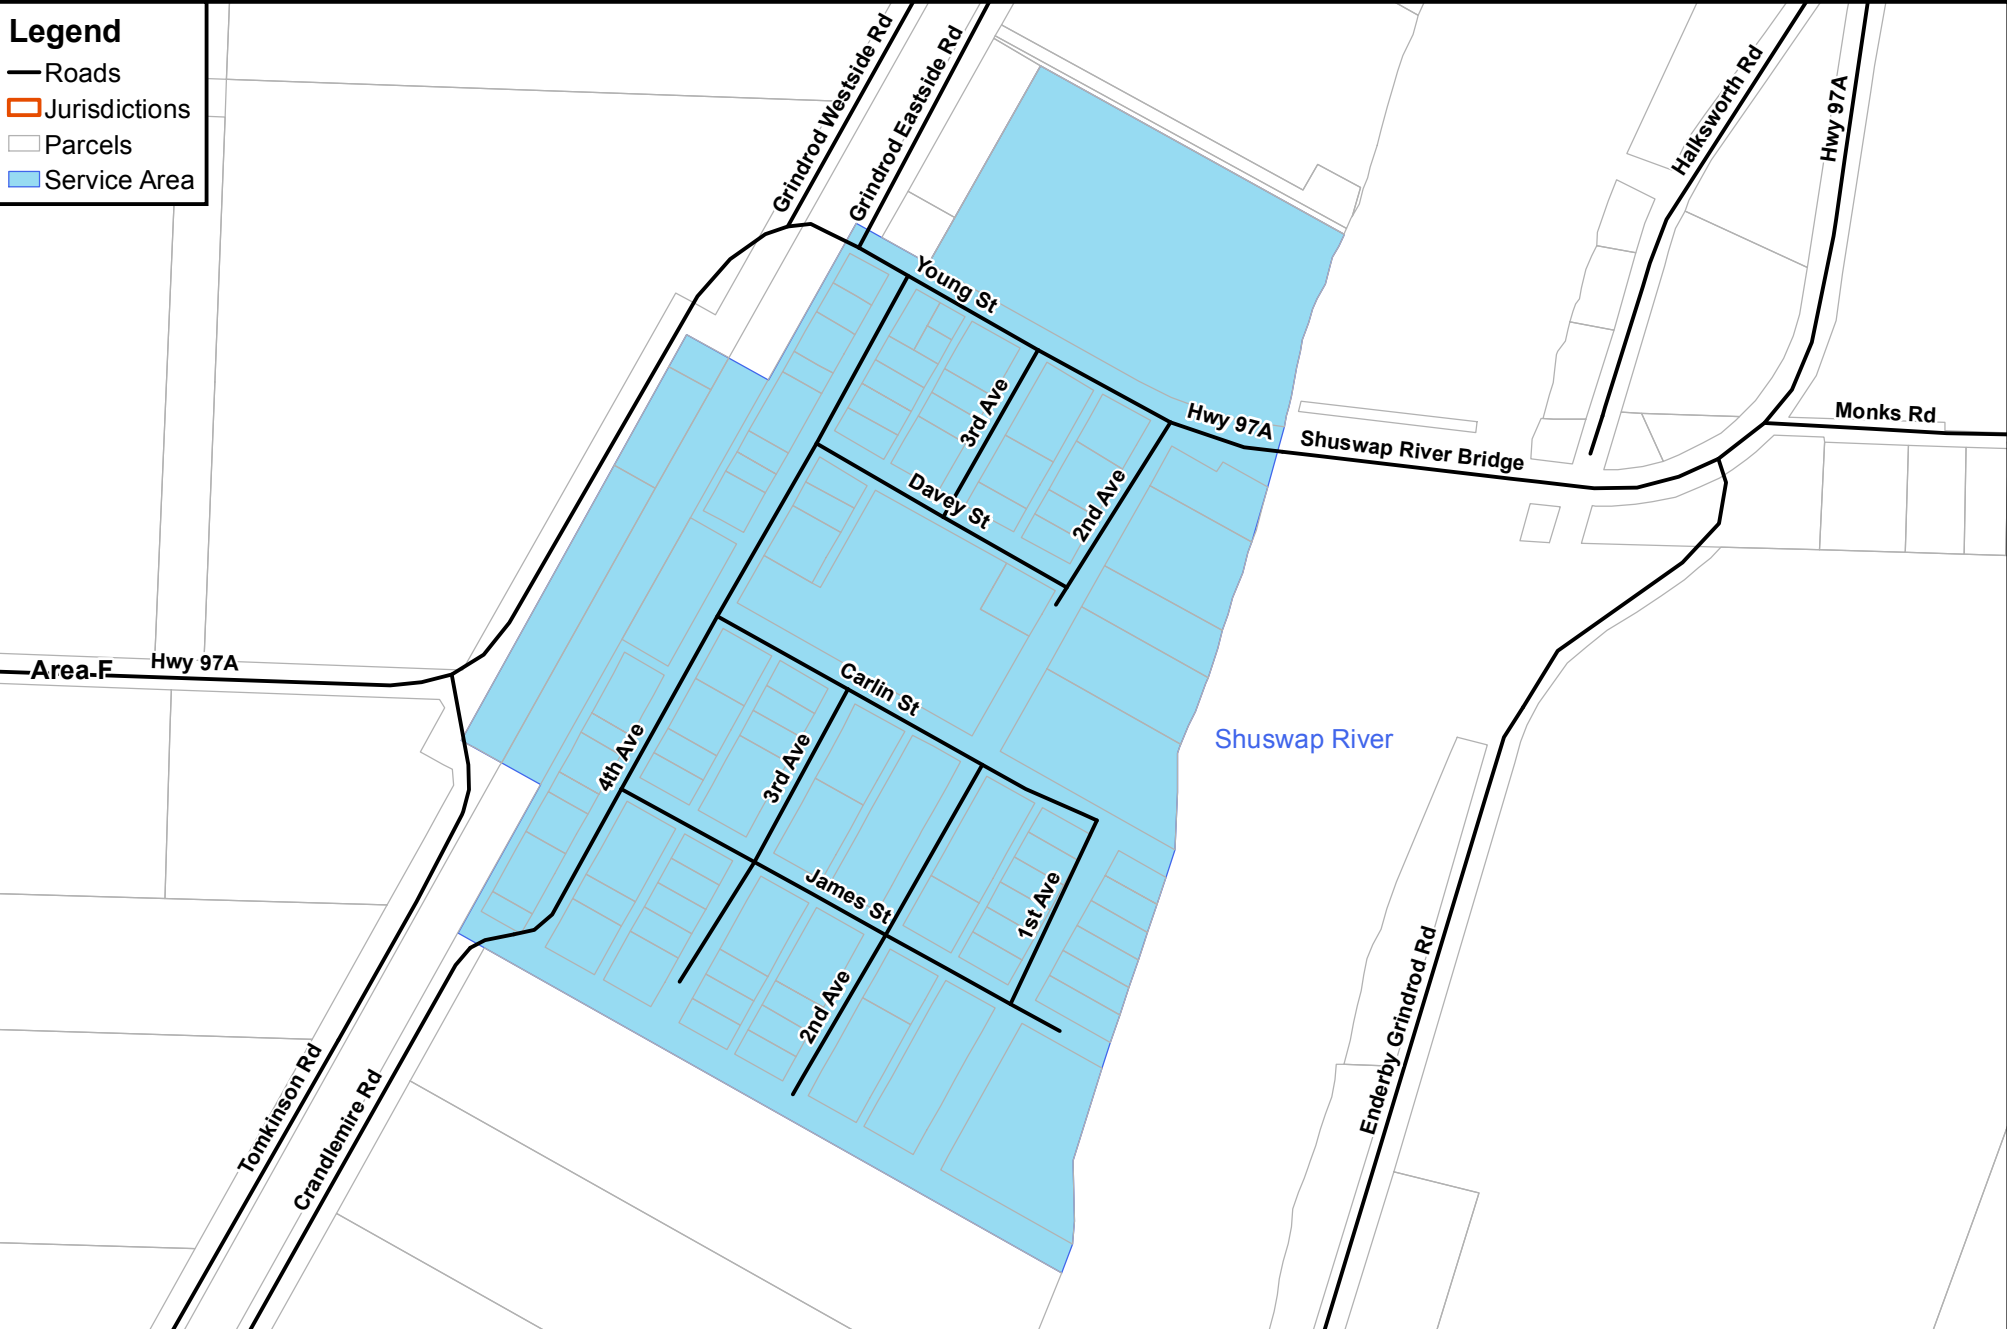 Legend
Roads
Jurisdictions
Parcels
Service Area
Grindrod Westside Rd
Grindrod Eastside Rd
Halksworth Rd
Hwy 97A
Young St
3rd Ave
Hwy 97A
Shuswap River Bridge
Monks Rd
Davey St
2nd Ave
Area-F
Hwy 97A
Carlin St
Shuswap River
4th Ave
3rd Ave
James St
1st Ave
2nd Ave
Enderby Grindrod Rd
Tomkinson Rd
Crandlemire Rd